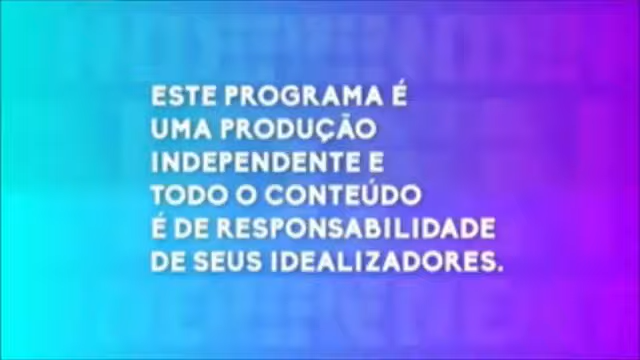 ESTE PROGRAMA É
UMA PRODUÇÃO
INDEPENDENTE E
TODO O CONTEÚDO
É DE RESPONSABILIDADE
DE SEUS IDEALIZADORES.